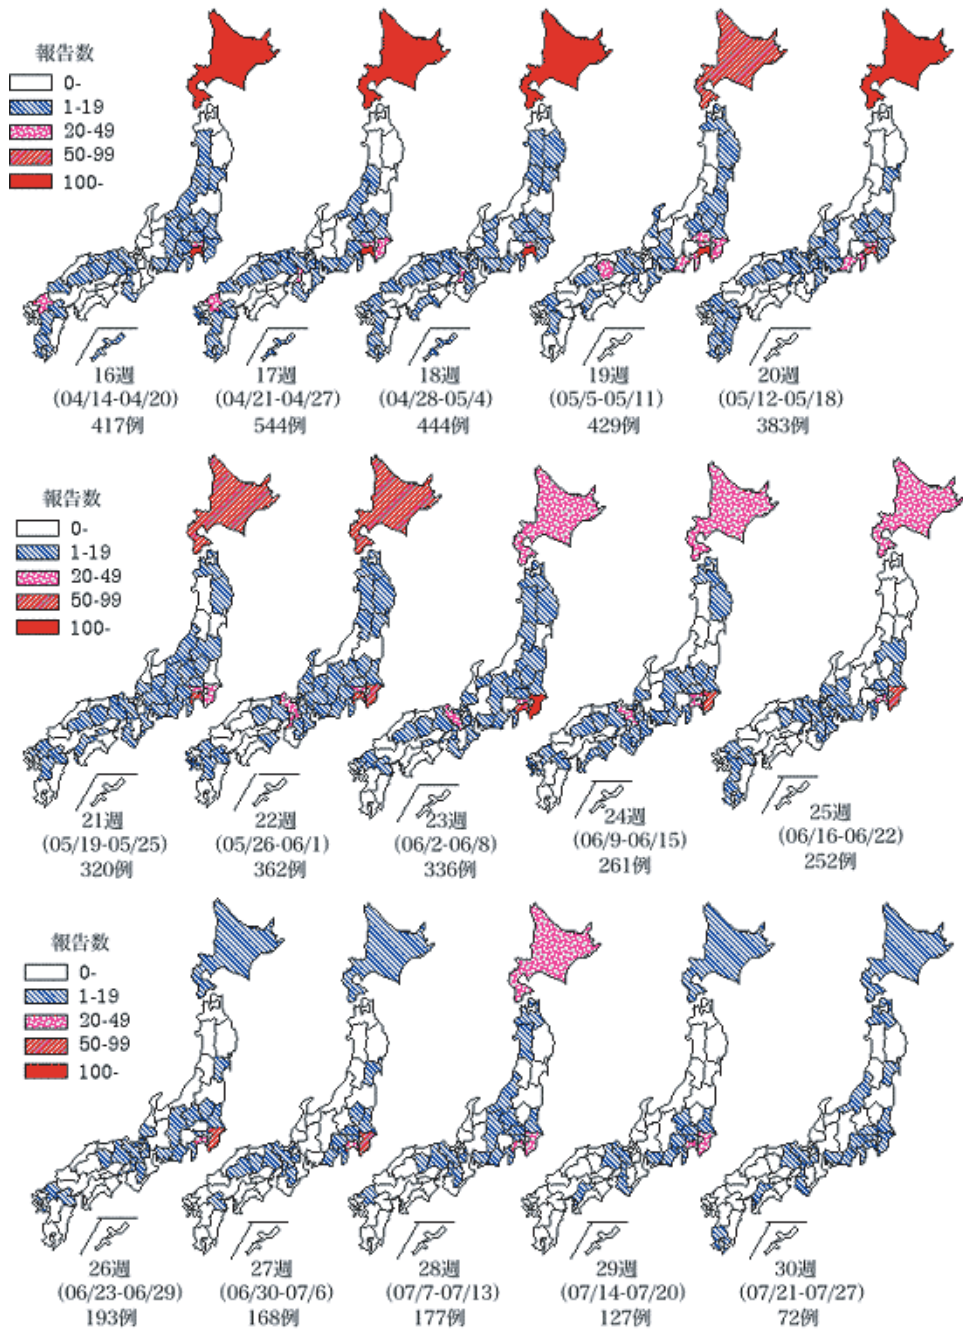 報告数
0-
1-19
20-49
50-99
100-
16週
(04/14-04/20)
417例
17週
(04/21-04/27)
544例
18週
(04/28-05/4)
444例
19週
(05/5-05/11)
429例
20週
(05/12-05/18)
383例
報告数
0-
1-19
20-49
50-99
100-
21週
(05/19-05/25)
320例
22週
(05/26-06/1)
362例
23週
(06/2-06/8)
336例
24週
(06/9-06/15)
261例
25週
(06/16-06/22)
252例
報告数
0-
1-19
20-49
50-99
100-
26週
(06/23-06/29)
193例
27週
(06/30-07/6)
168例
28週
(07/7-07/13)
177例
29週
(07/14-07/20)
127例
30週
(07/21-07/27)
72例